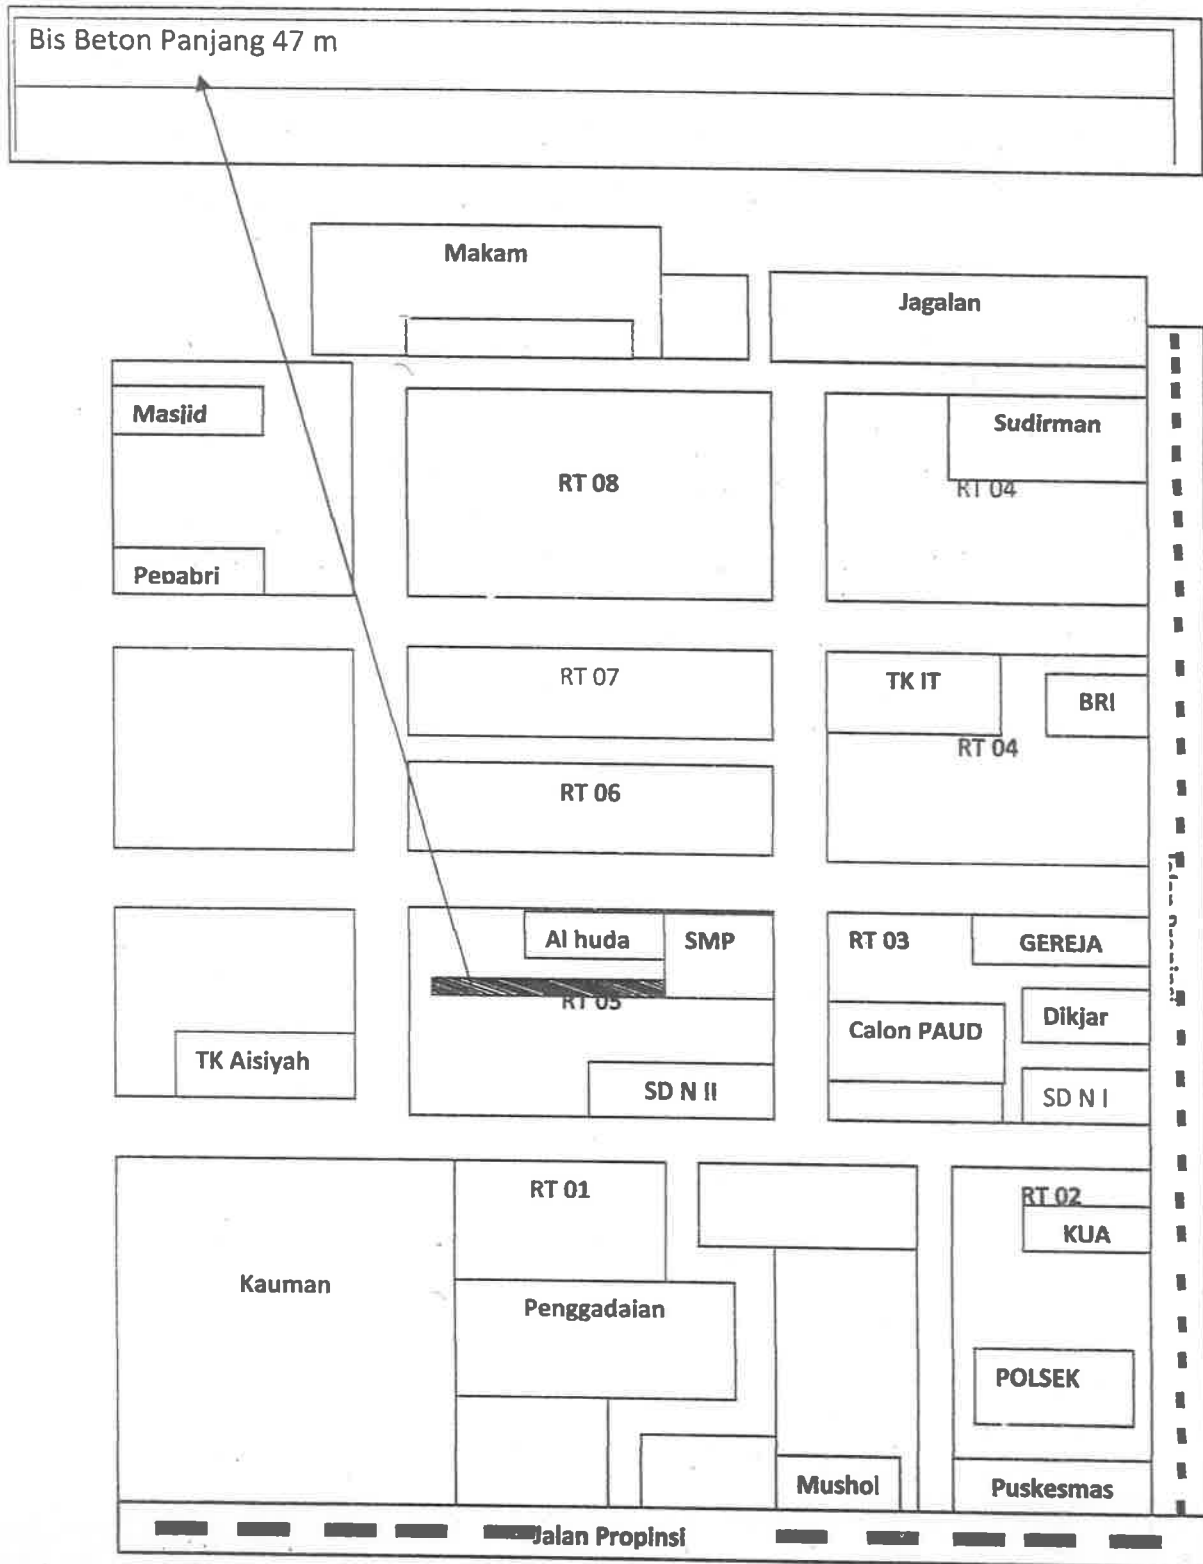 Bis Beton Panjang 47 m
Makam
Jagalan
Masjid
Sudirman
RT 08
RT 04
Pepabri
RT 07
TK IT
BRI
RT 04
RT 06
Al huda
SMP
RT 03
GEREJA
RT 05
Dikjar
Calon PAUD
TK Aisiyah
SD N II
SD N I
RT 01
RT 02
KUA
Kauman
Penggadaian
POLSEK
Mushol
Puskesmas
Jalan Propinsi